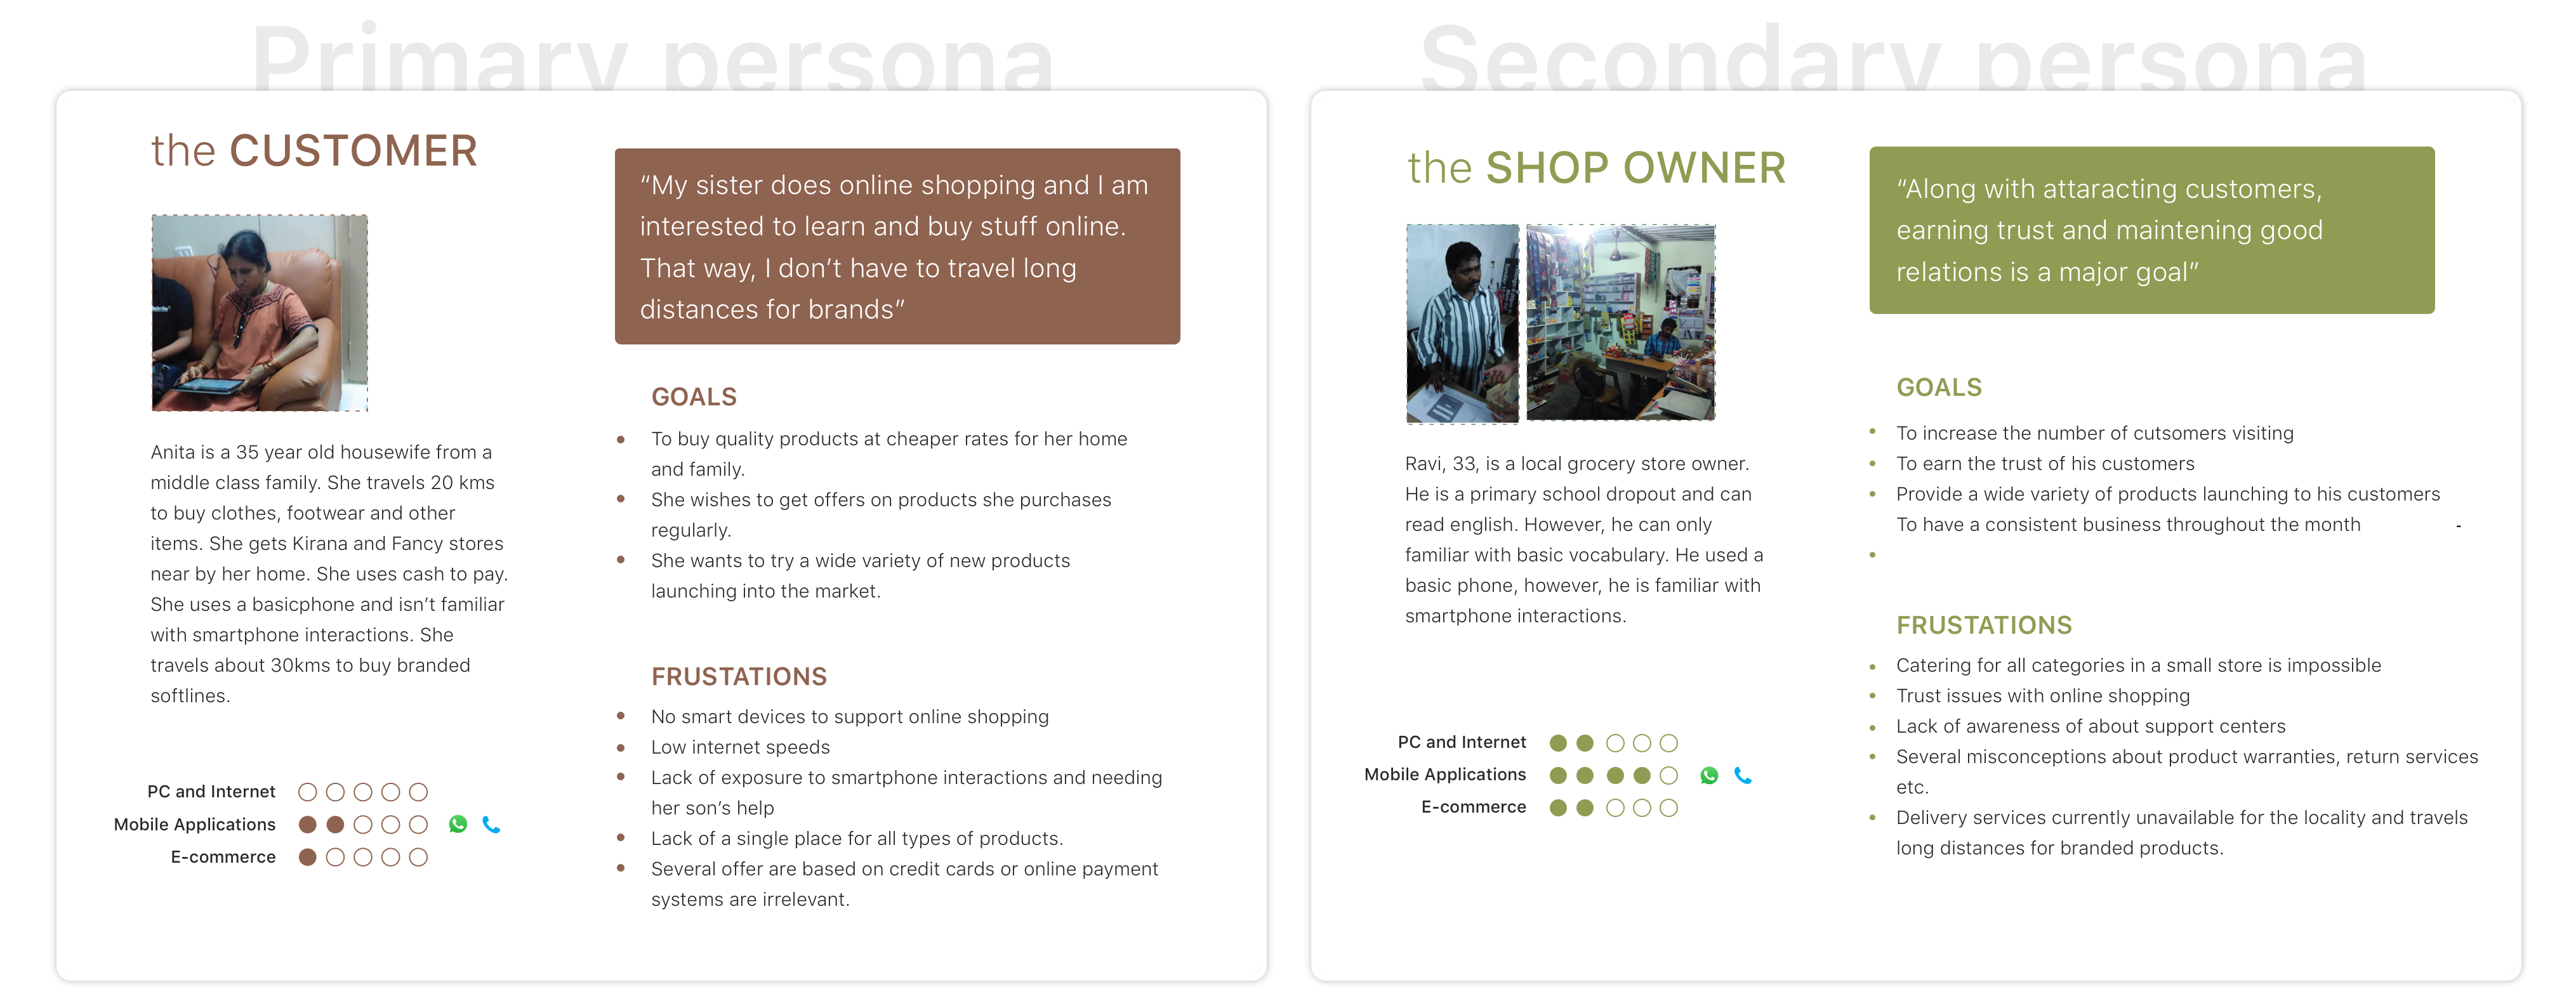 Primary persona
the CUSTOMER
“My sister does online shopping and I am
interested to learn and buy stuff online.
That way, I don’t have to travel long
distances for brands”
Anita is a 35 year old housewife from a
middle class family. She travels 20 kms
to buy clothes, footwear and other
items. She gets Kirana and Fancy stores
near by her home. She uses cash to pay.
She uses a basicphone and isn’t familiar
with smartphone interactions. She
travels about 30kms to buy branded
softlines.
PC and Internet
Mobile Applications
E-commerce
GOALS
• To buy quality products at cheaper rates for her home
and family.
• She wishes to get offers on products she purchases
regularly.
• She wants to try a wide variety of new products
launching into the market.
FRUSTATIONS
• No smart devices to support online shopping
• Low internet speeds
• Lack of exposure to smartphone interactions and needing
her son’s help
• Lack of a single place for all types of products.
• Several offer are based on credit cards or online payment
systems are irrelevant.
Secondary persona
the SHOP OWNER
“Along with attaracting customers,
earning trust and maintening good
relations is a major goal”
Ravi, 33, is a local grocery store owner.
He is a primary school dropout and can
read english. However, he can only
familiar with basic vocabulary. He used a
basic phone, however, he is familiar with
smartphone interactions.
PC and Internet
Mobile Applications
E-commerce
GOALS
• To increase the number of cutsomers visiting
• To earn the trust of his customers
• Provide a wide variety of products launching to his customers
To have a consistent business throughout the month -
•
FRUSTATIONS
• Catering for all categories in a small store is impossible
• Trust issues with online shopping
• Lack of awareness of about support centers
• Several misconceptions about product warranties, return services
etc.
• Delivery services currently unavailable for the locality and travels
long distances for branded products.